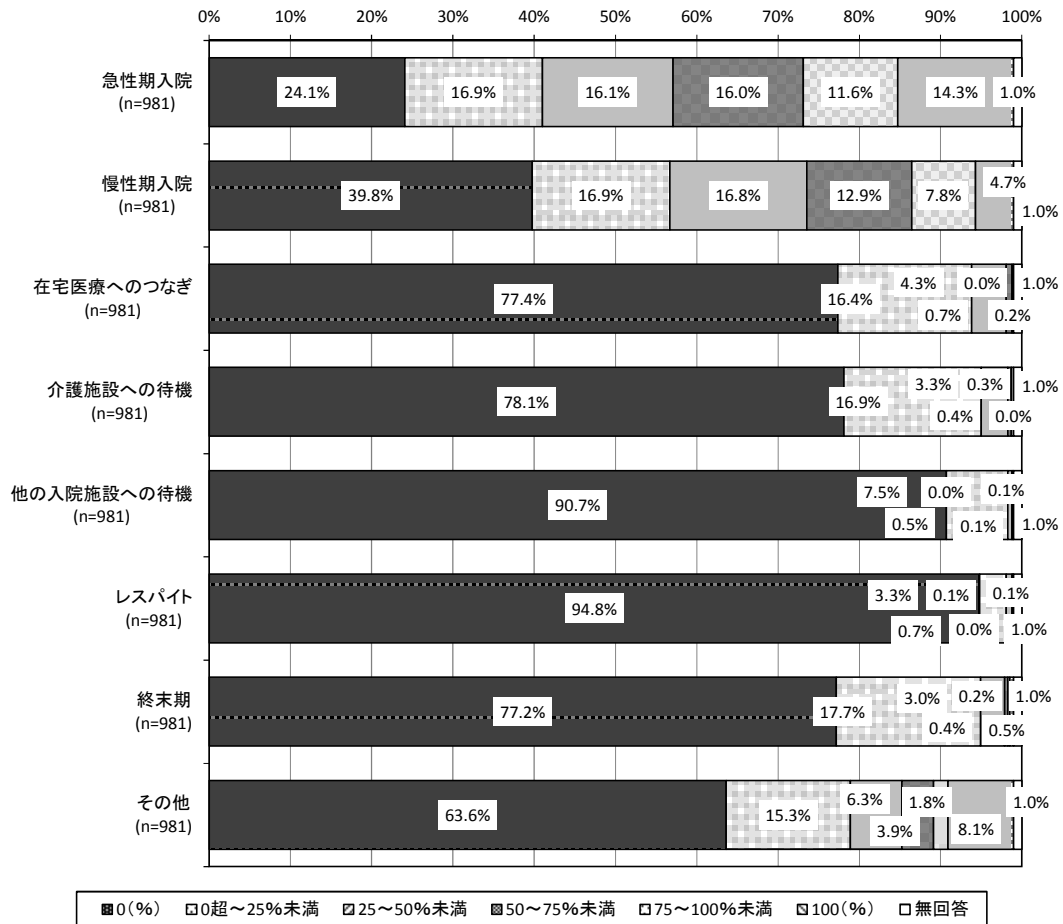 0% 10% 20% 30% 40% 50% 60% 70% 80% 90% 100%
急性期入院
(n=981)
24.1% 16.9% 16.1% 16.0% 11.6% 14.3% 1.0%
慢性期入院
(n=981)
39.8% 16.9% 16.8% 12.9% 7.8% 4.7% 1.0%
在宅医療へのつなぎ
(n=981)
77.4% 16.4% 4.3% 0.7% 0.0% 0.2% 1.0%
介護施設への待機
(n=981)
78.1% 16.9% 3.3% 0.4% 0.3% 0.0% 1.0%
他の入院施設への待機
(n=981)
90.7% 7.5% 0.5% 0.0% 0.1% 0.1% 1.0%
レスパイト
(n=981)
94.8% 3.3% 0.7% 0.1% 0.0% 0.1% 1.0%
終末期
(n=981)
77.2% 17.7% 3.0% 0.4% 0.2% 0.5% 1.0%
その他
(n=981)
63.6% 15.3% 6.3% 3.9% 1.8% 8.1% 1.0%
0(%) 0超~25%未満 25~50%未満 50~75%未満 75~100%未満 100(%) 無回答